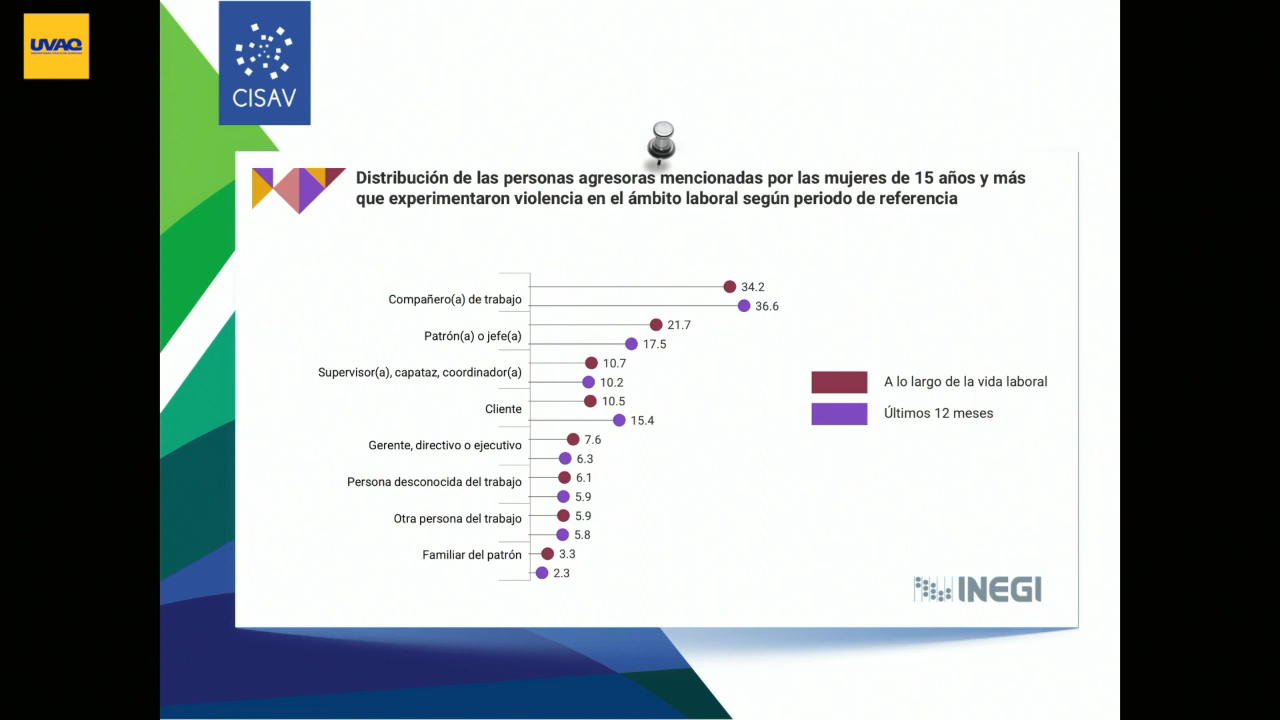 UVAQ
CISAV
Distribución de las personas agresoras mencionadas por las mujeres de 15 años y más
que experimentaron violencia en el ámbito laboral según periodo de referencia
Compañero(a) de trabajo
34.2
36.6
Patrón(a) o jefe(a)
21.7
17.5
Supervisor(a), capataz, coordinador(a)
10.7
10.2
Cliente
10.5
15.4
Gerente, directivo o ejecutivo
7.6
6.3
Persona desconocida del trabajo
6.1
5.9
Otra persona del trabajo
5.9
5.8
Familiar del patrón
3.3
2.3
A lo largo de la vida laboral
Últimos 12 meses
INEGI